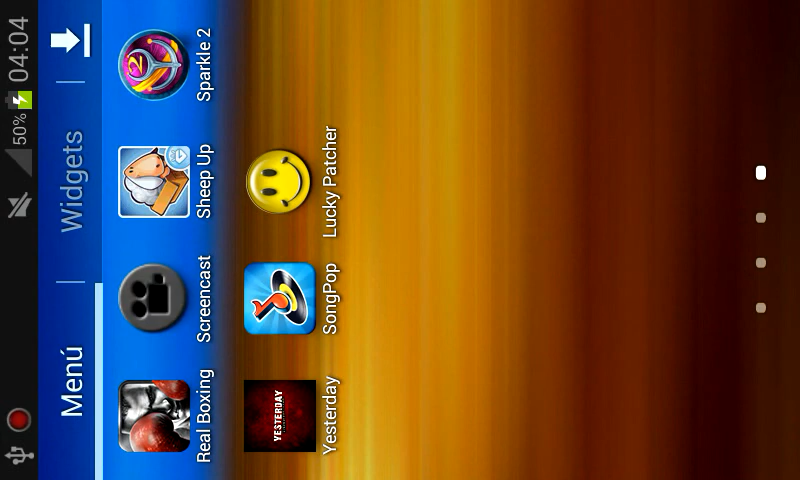 50% 04:04
Menú Widgets
Real Boxing Screencast Sheep Up Sparkle 2
YESTERDAY
Yesterday SongPop Lucky Patcher